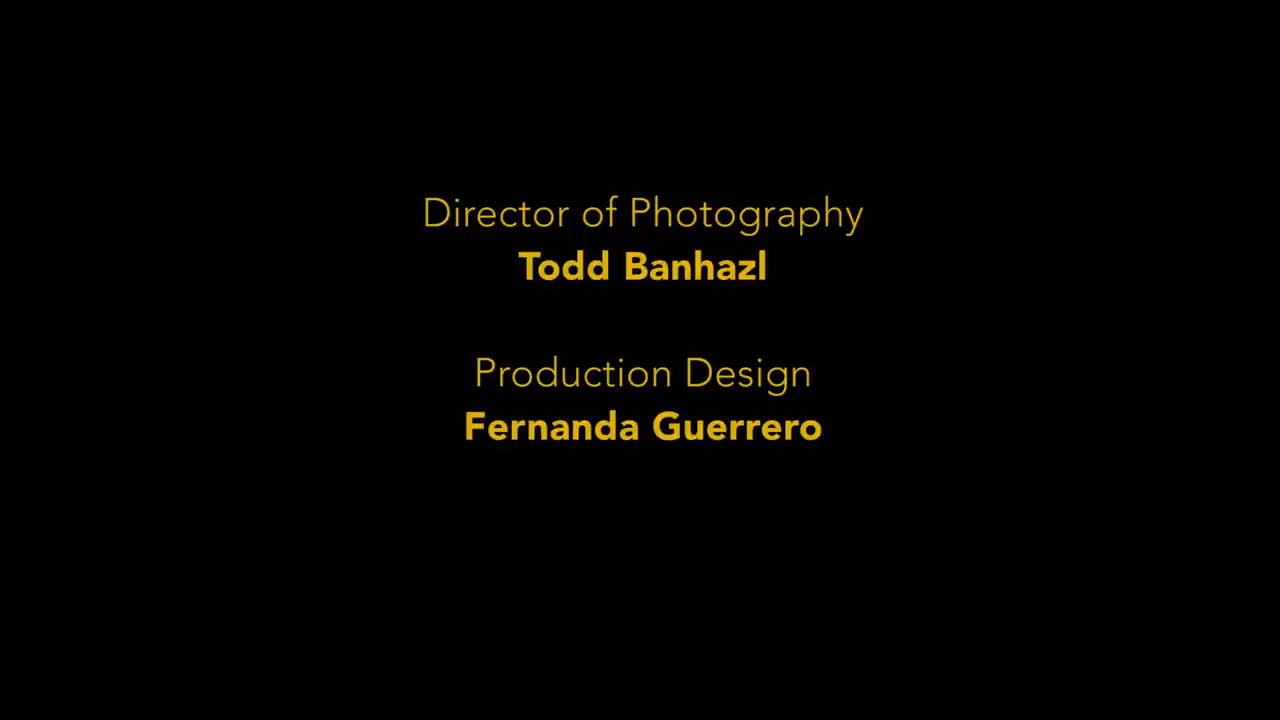 Director of Photography
Todd Banhazl
Production Design
Fernanda Guerrero